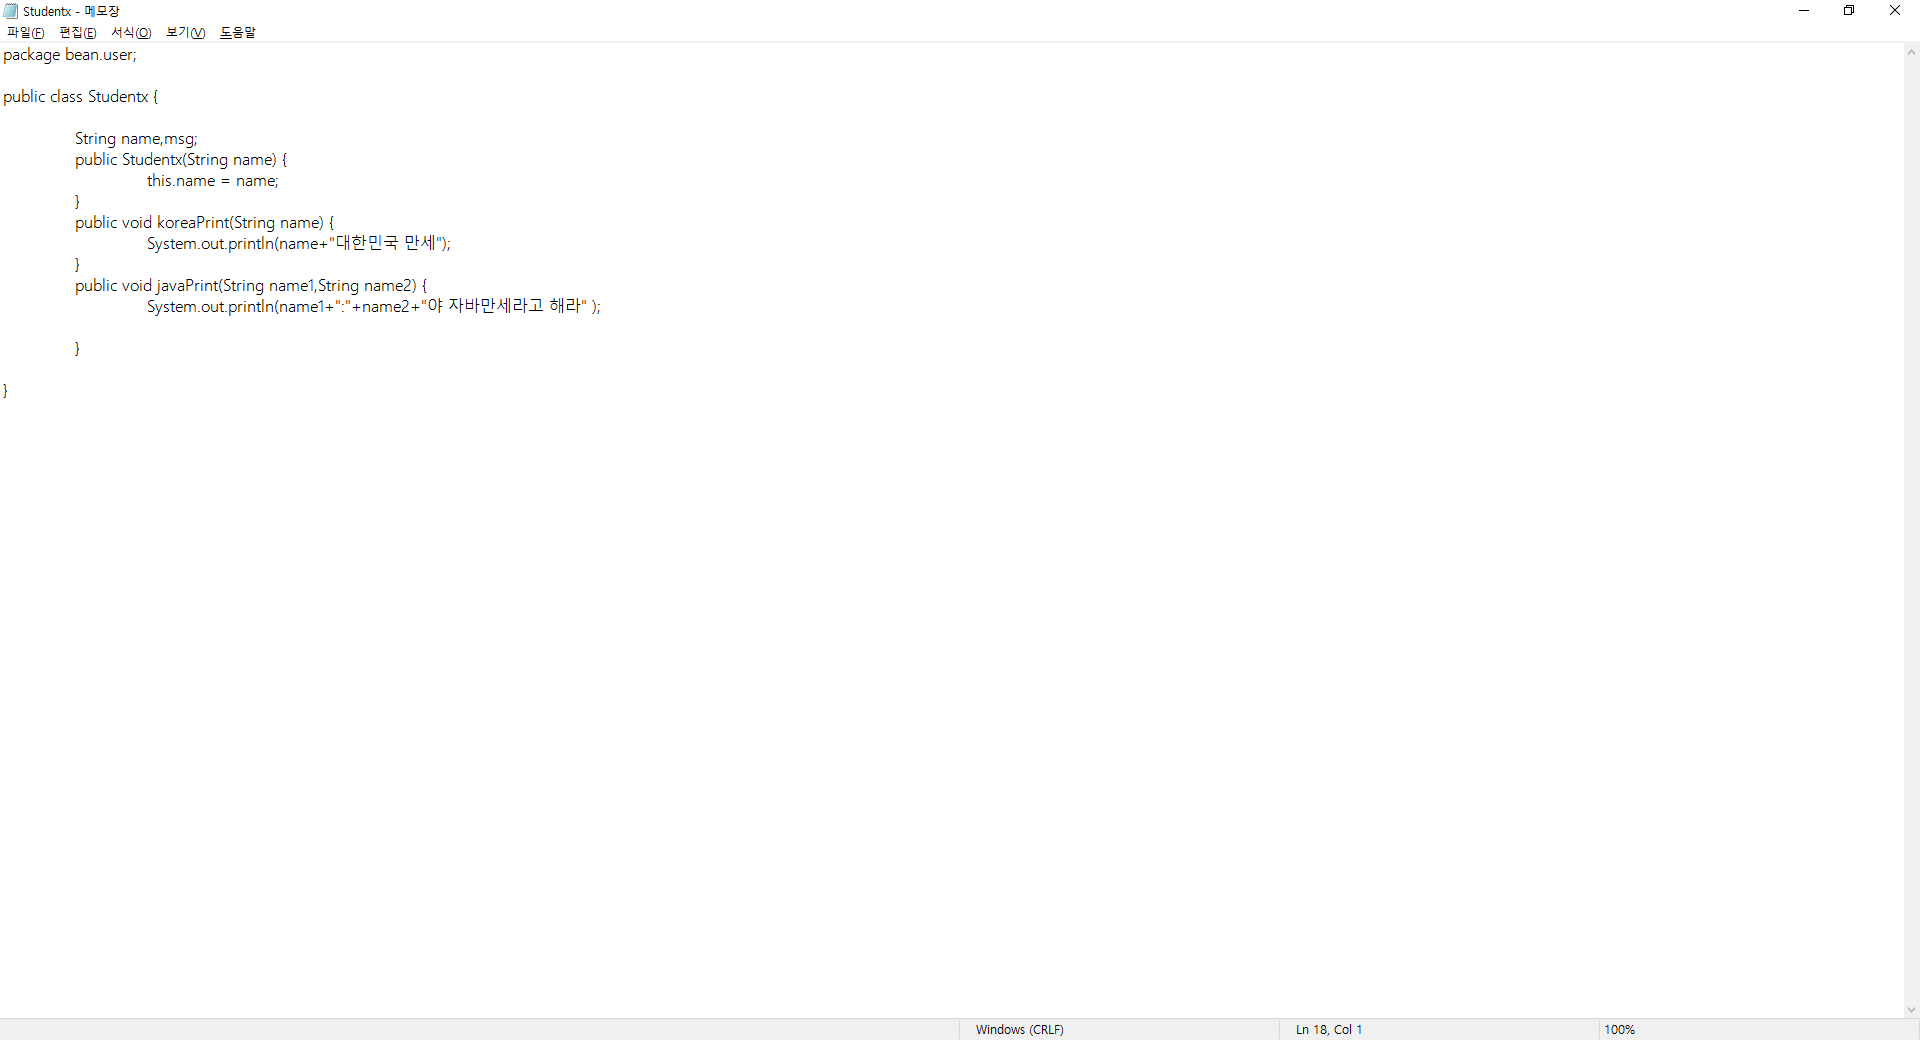 Studentx - 메모장
파일(F) 편집(E) 서식(O) 보기(V) 도움말
package bean.user;
public class Studentx {
String name,msg;
public Studentx(String name) {
this.name = name;
}
public void koreaPrint(String name) {
System.out.println(name+"대한민국 만세");
}
public void javaPrint(String name1,String name2) {
System.out.println(name1+":"+name2+"야 자바만세라고 해라" );
}
}
Windows (CRLF) Ln 18, Col 1 100%